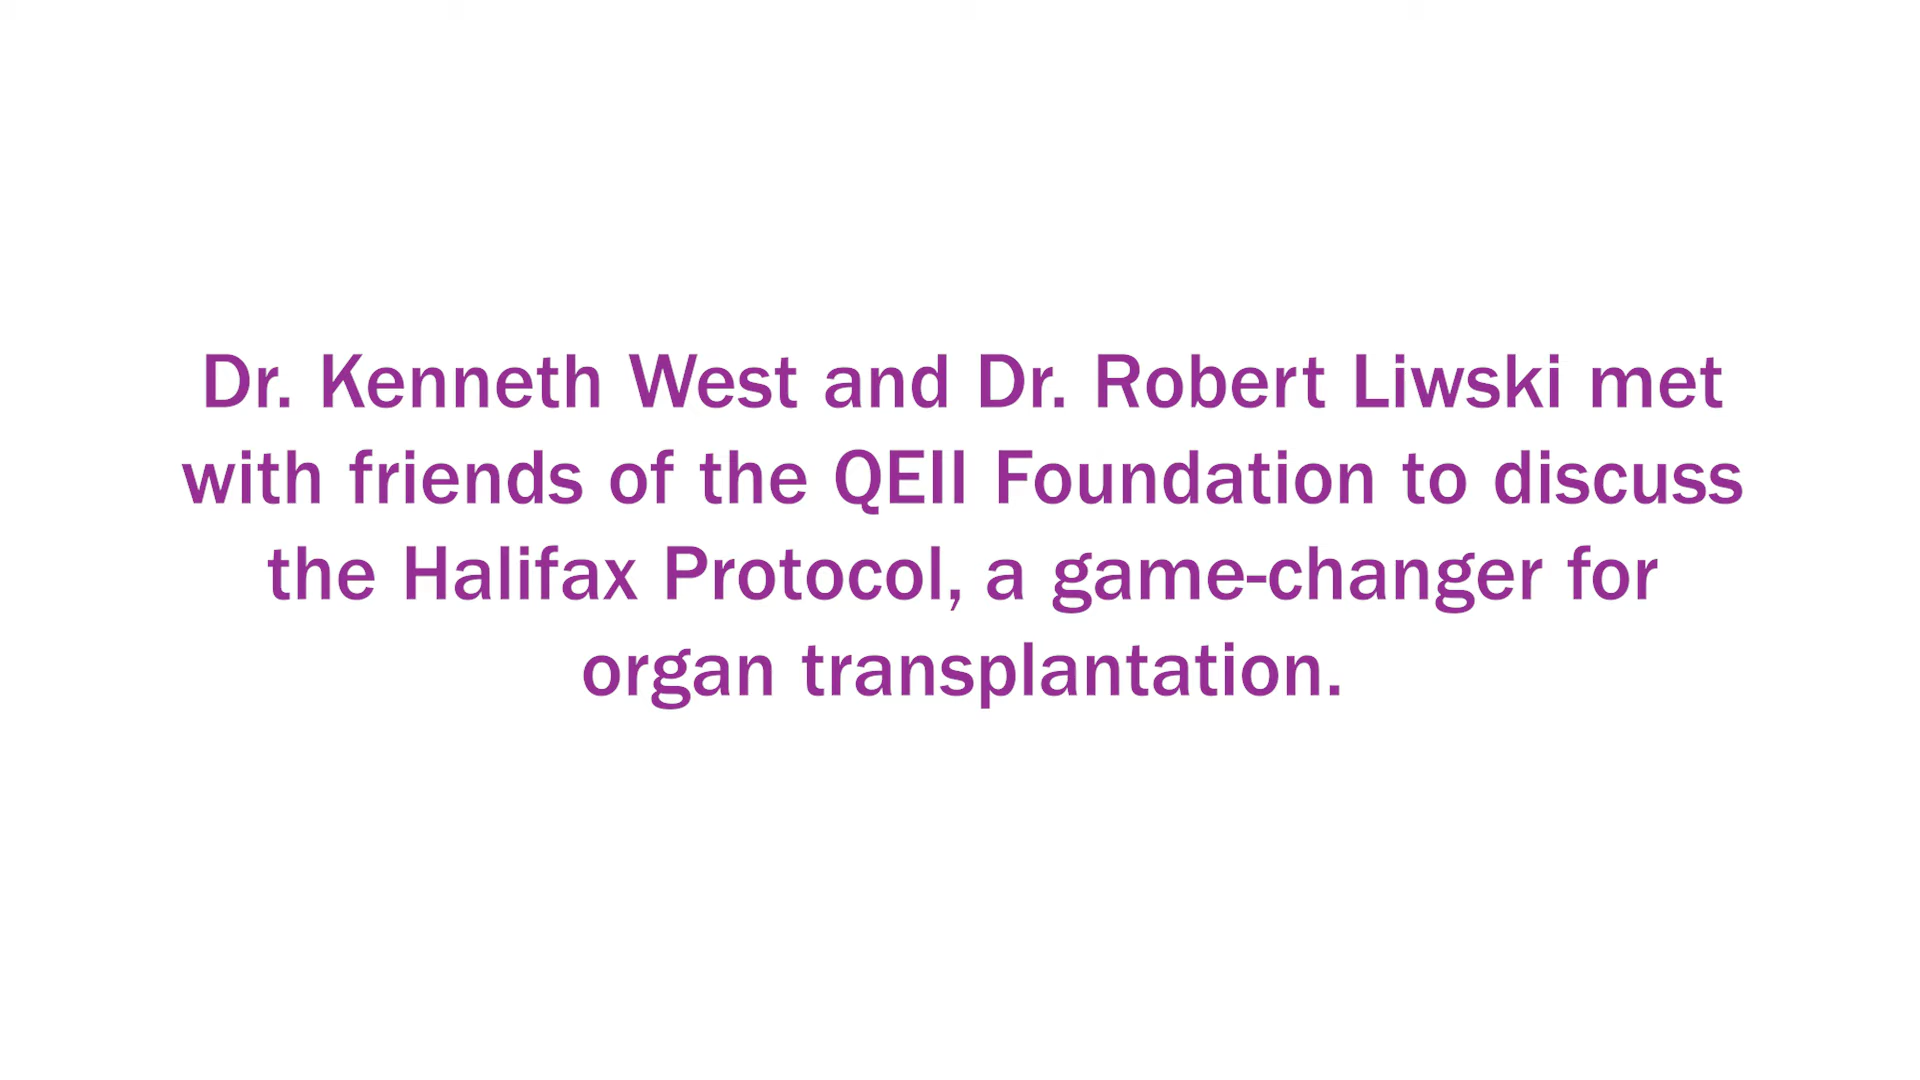 Dr. Kenneth West and Dr. Robert Liwski met
with friends of the QEII Foundation to discuss
the Halifax Protocol, a game-changer for
organ transplantation.